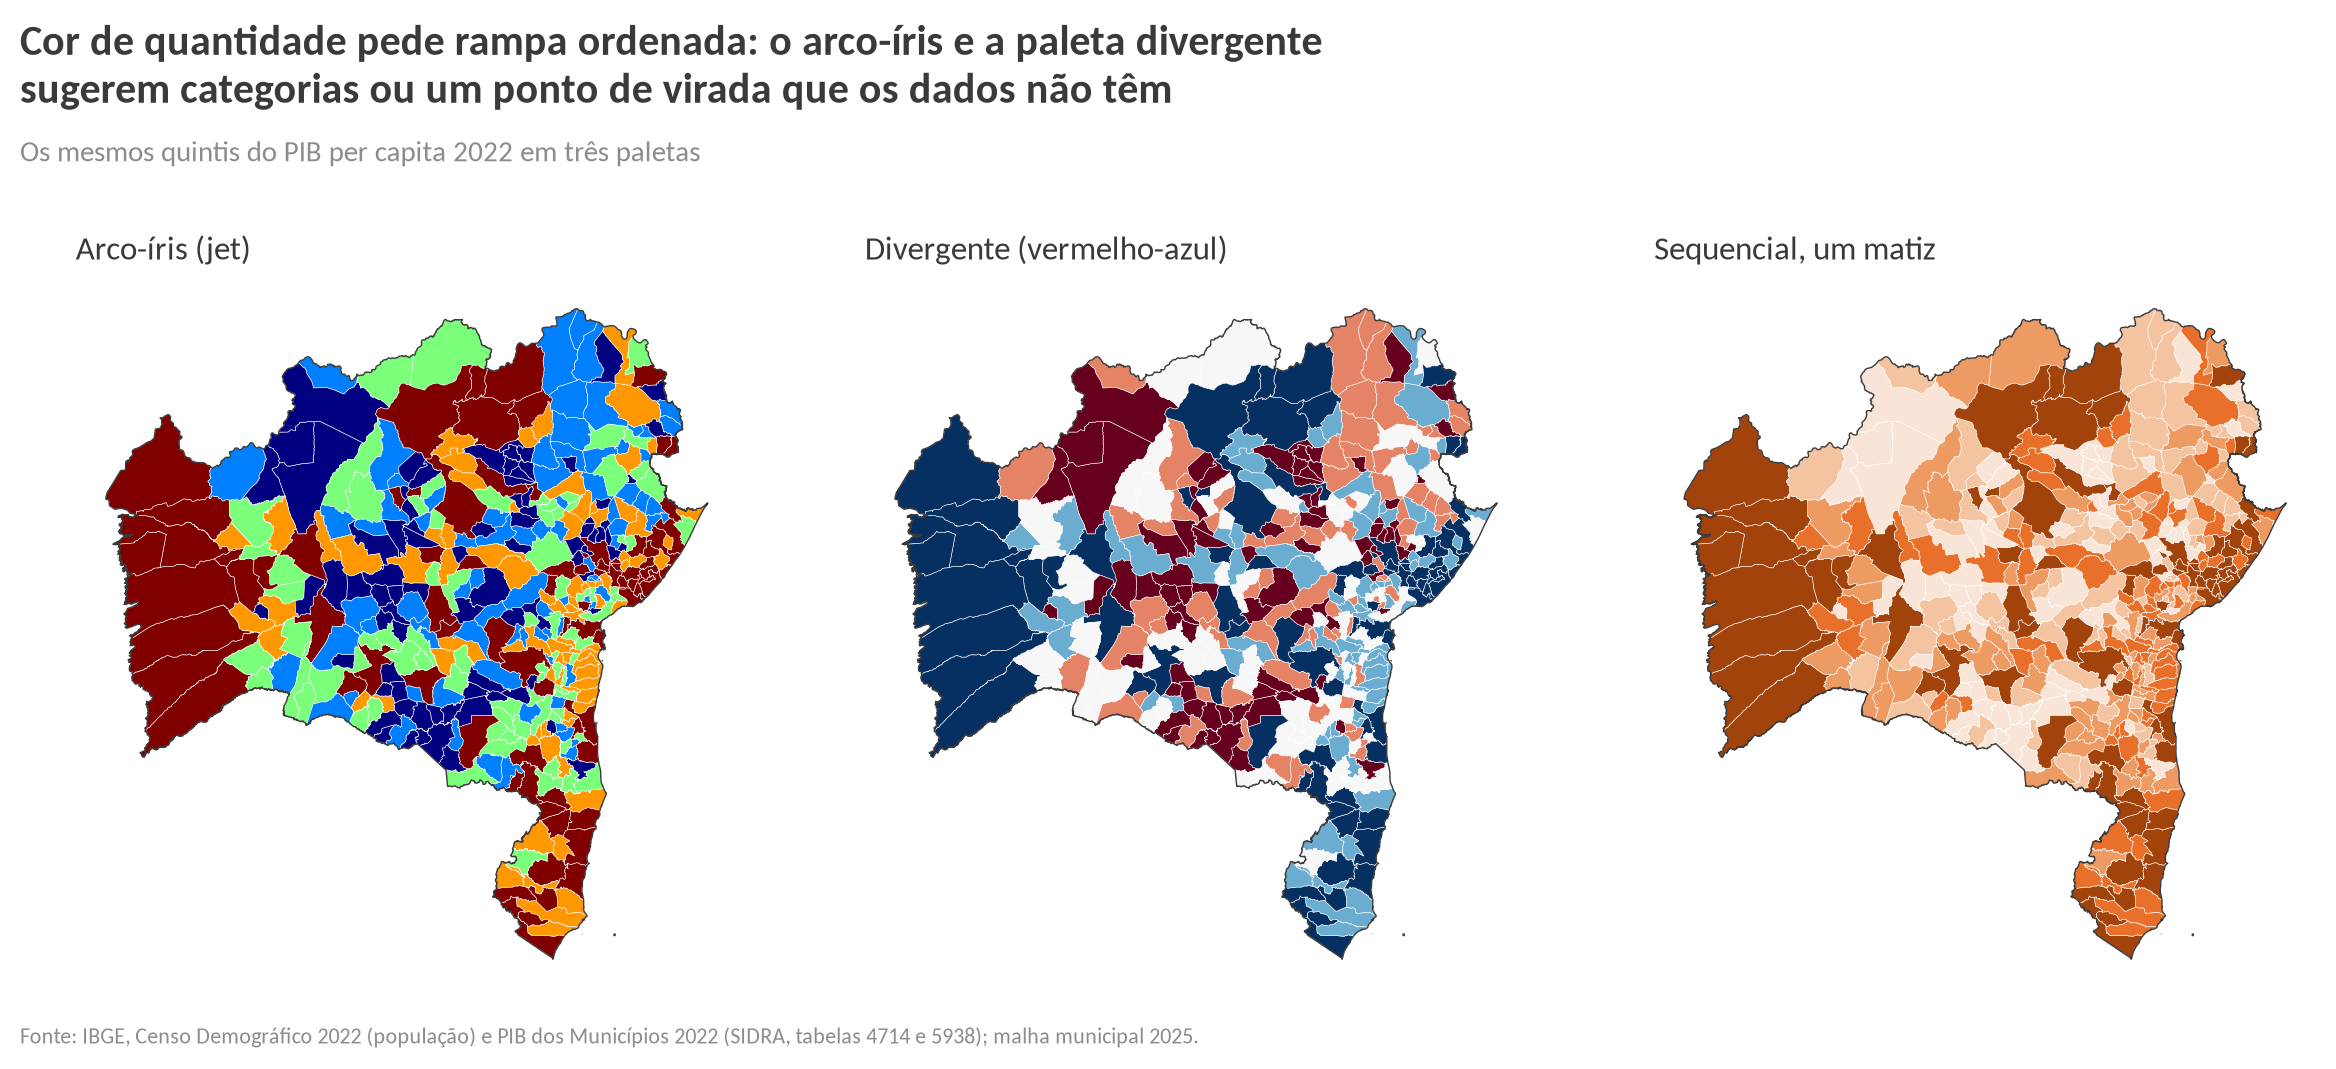 Cor de quantidade pede rampa ordenada: o arco-íris e a paleta divergente
sugerem categorias ou um ponto de virada que os dados não têm
Os mesmos quintis do PIB per capita 2022 em três paletas
Arco-íris (jet)
Divergente (vermelho-azul)
Sequencial, um matiz
Fonte: IBGE, Censo Demográfico 2022 (população) e PIB dos Municípios 2022 (SIDRA, tabelas 4714 e 5938); malha municipal 2025.